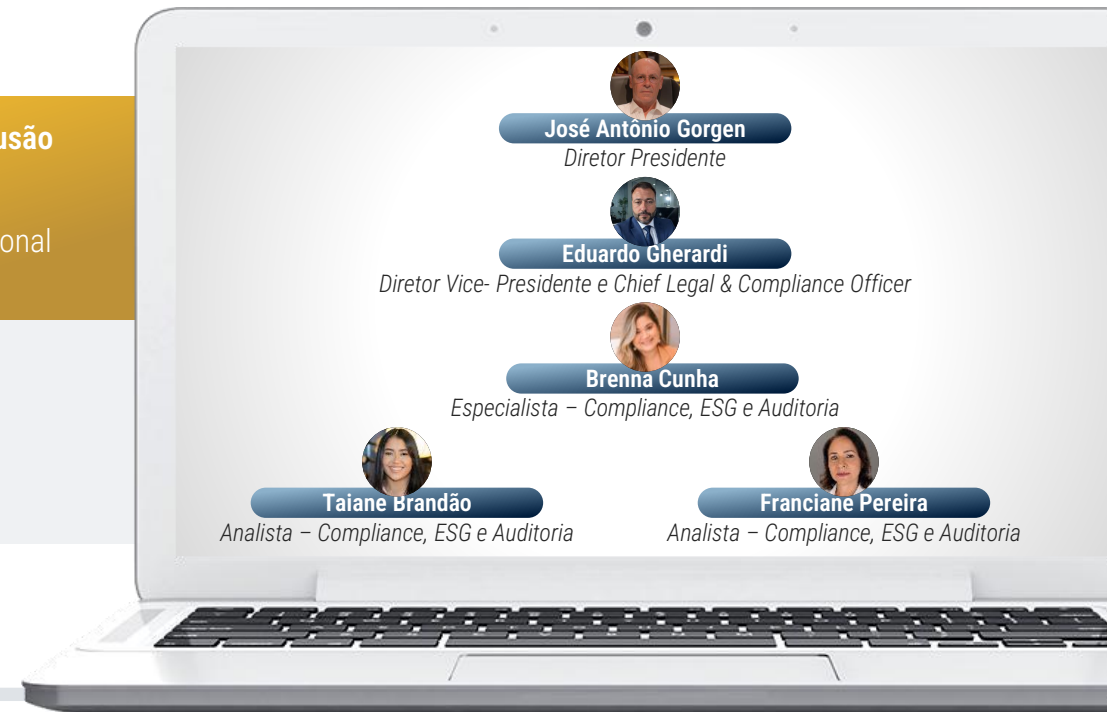 usão
onal
José Antônio Gorgen
Diretor Presidente
Eduardo Gherardi
Diretor Vice- Presidente e Chief Legal & Compliance Officer
Brenna Cunha
Especialista – Compliance, ESG e Auditoria
Taiane Brandão
Analista – Compliance, ESG e Auditoria
Franciane Pereira
Analista – Compliance, ESG e Auditoria